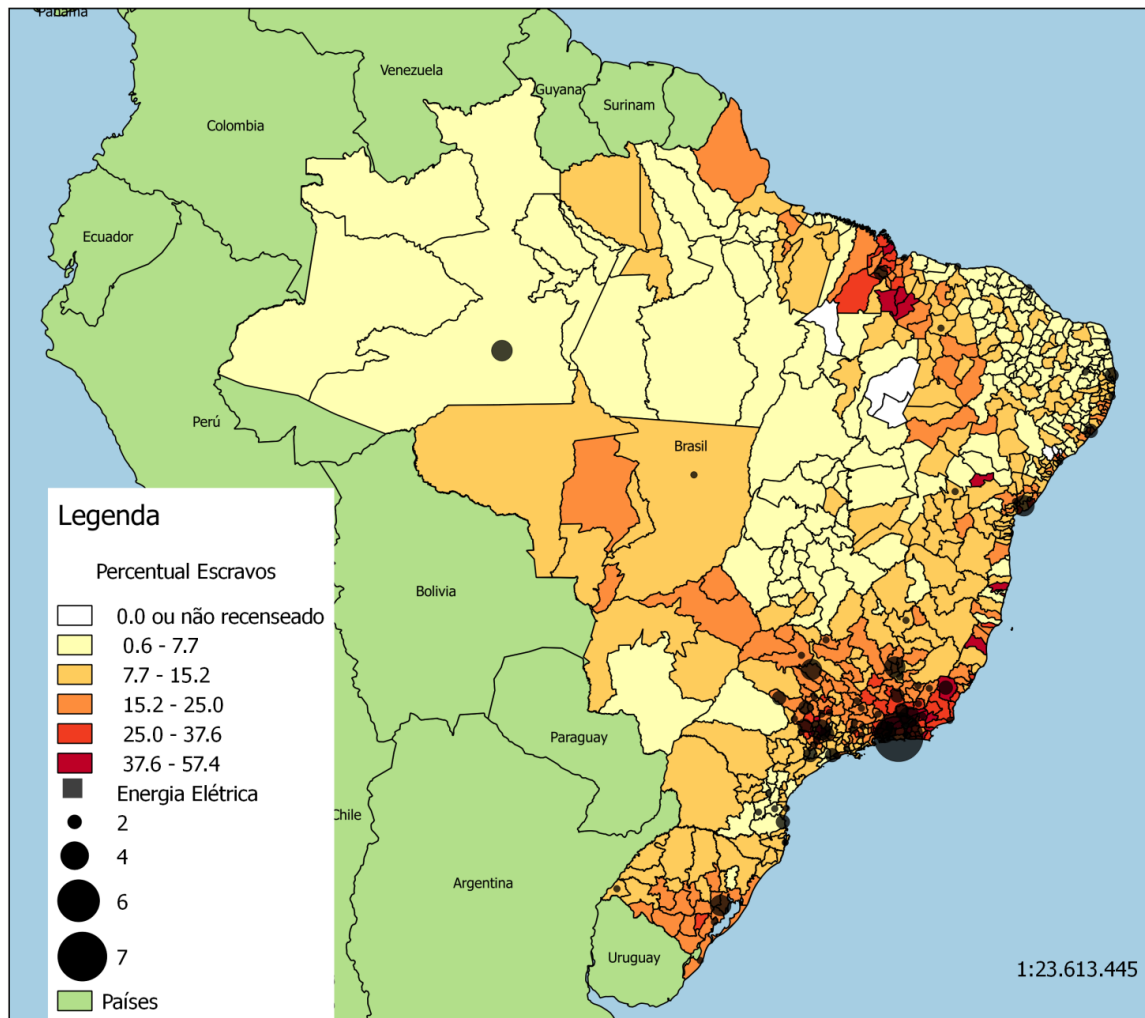 Panama
Venezuela
Guyana
Surinam
Colombia
Ecuador
Perú
Brasil
Bolivia
Paraguay
Chile
Argentina
Uruguay
Legenda
Percentual Escravos
0.0 ou não recenseado
0.6 - 7.7
7.7 - 15.2
15.2 - 25.0
25.0 - 37.6
37.6 - 57.4
Energia Elétrica
2
4
6
7
Países
1:23.613.445